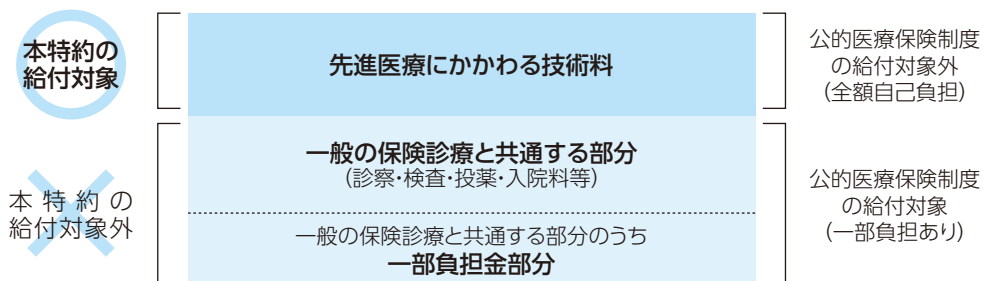 本特約の
給付対象
先進医療にかかわる技術料
公的医療保険制度
の給付対象外
(全額自己負担)
本特約の
給付対象外
一般の保険診療と共通する部分
(診察・検査・投薬・入院料等)
一般の保険診療と共通する部分のうち
一部負担金部分
公的医療保険制度
の給付対象
(一部負担あり)